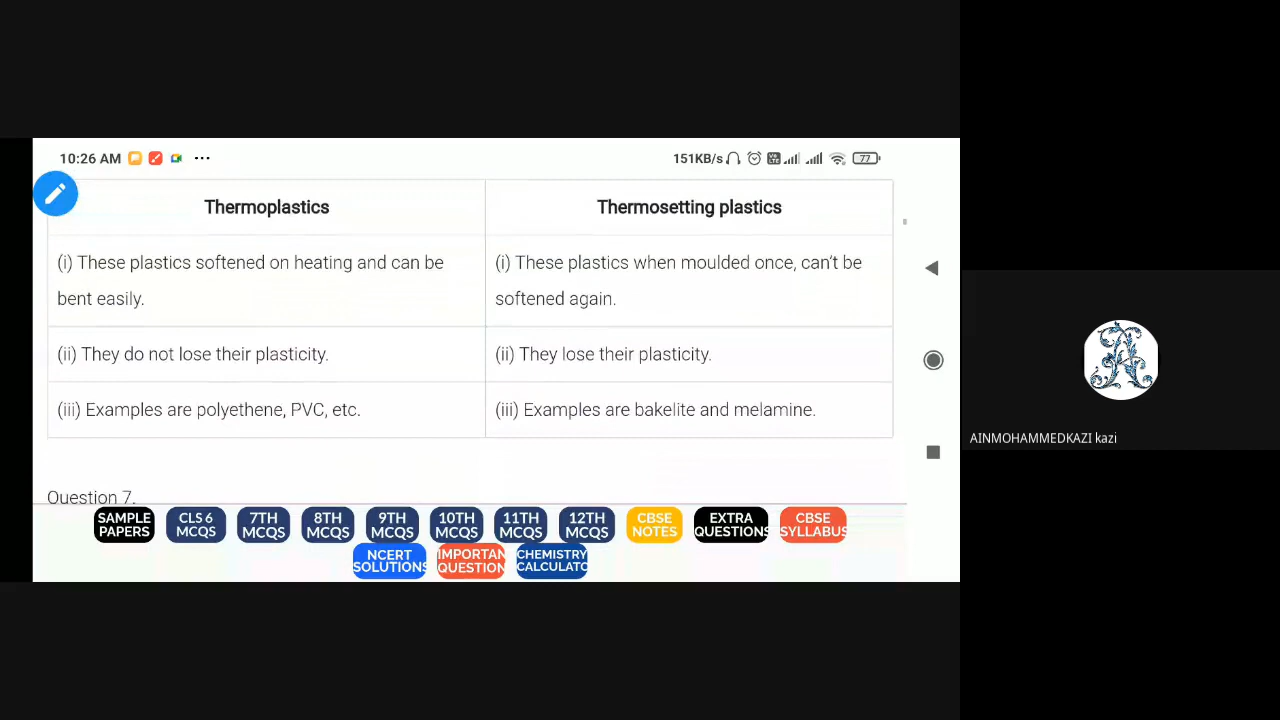 10:26 AM
151KB/s
77
Thermoplastics
Thermosetting plastics
(i) These plastics softened on heating and can be
bent easily.
(i) These plastics when moulded once, can't be
softened again.
(ii) They do not lose their plasticity.
(ii) They lose their plasticity.
(iii) Examples are polyethene, PVC, etc.
(iii) Examples are bakelite and melamine.
Question 7.
SAMPLE
PAPERS
CLS 6
MCQS
7TH
MCQS
8TH
MCQS
9TH
MCQS
10TH
MCQS
11TH
MCQS
12TH
MCQS
CBSE
NOTES
EXTRA
QUESTIONS
CBSE
SYLLABUS
NCERT
SOLUTIONS
IMPORTAN
QUESTION
CHEMISTRY
CALCULATO
AINMOHAMMEDKAZI kazi